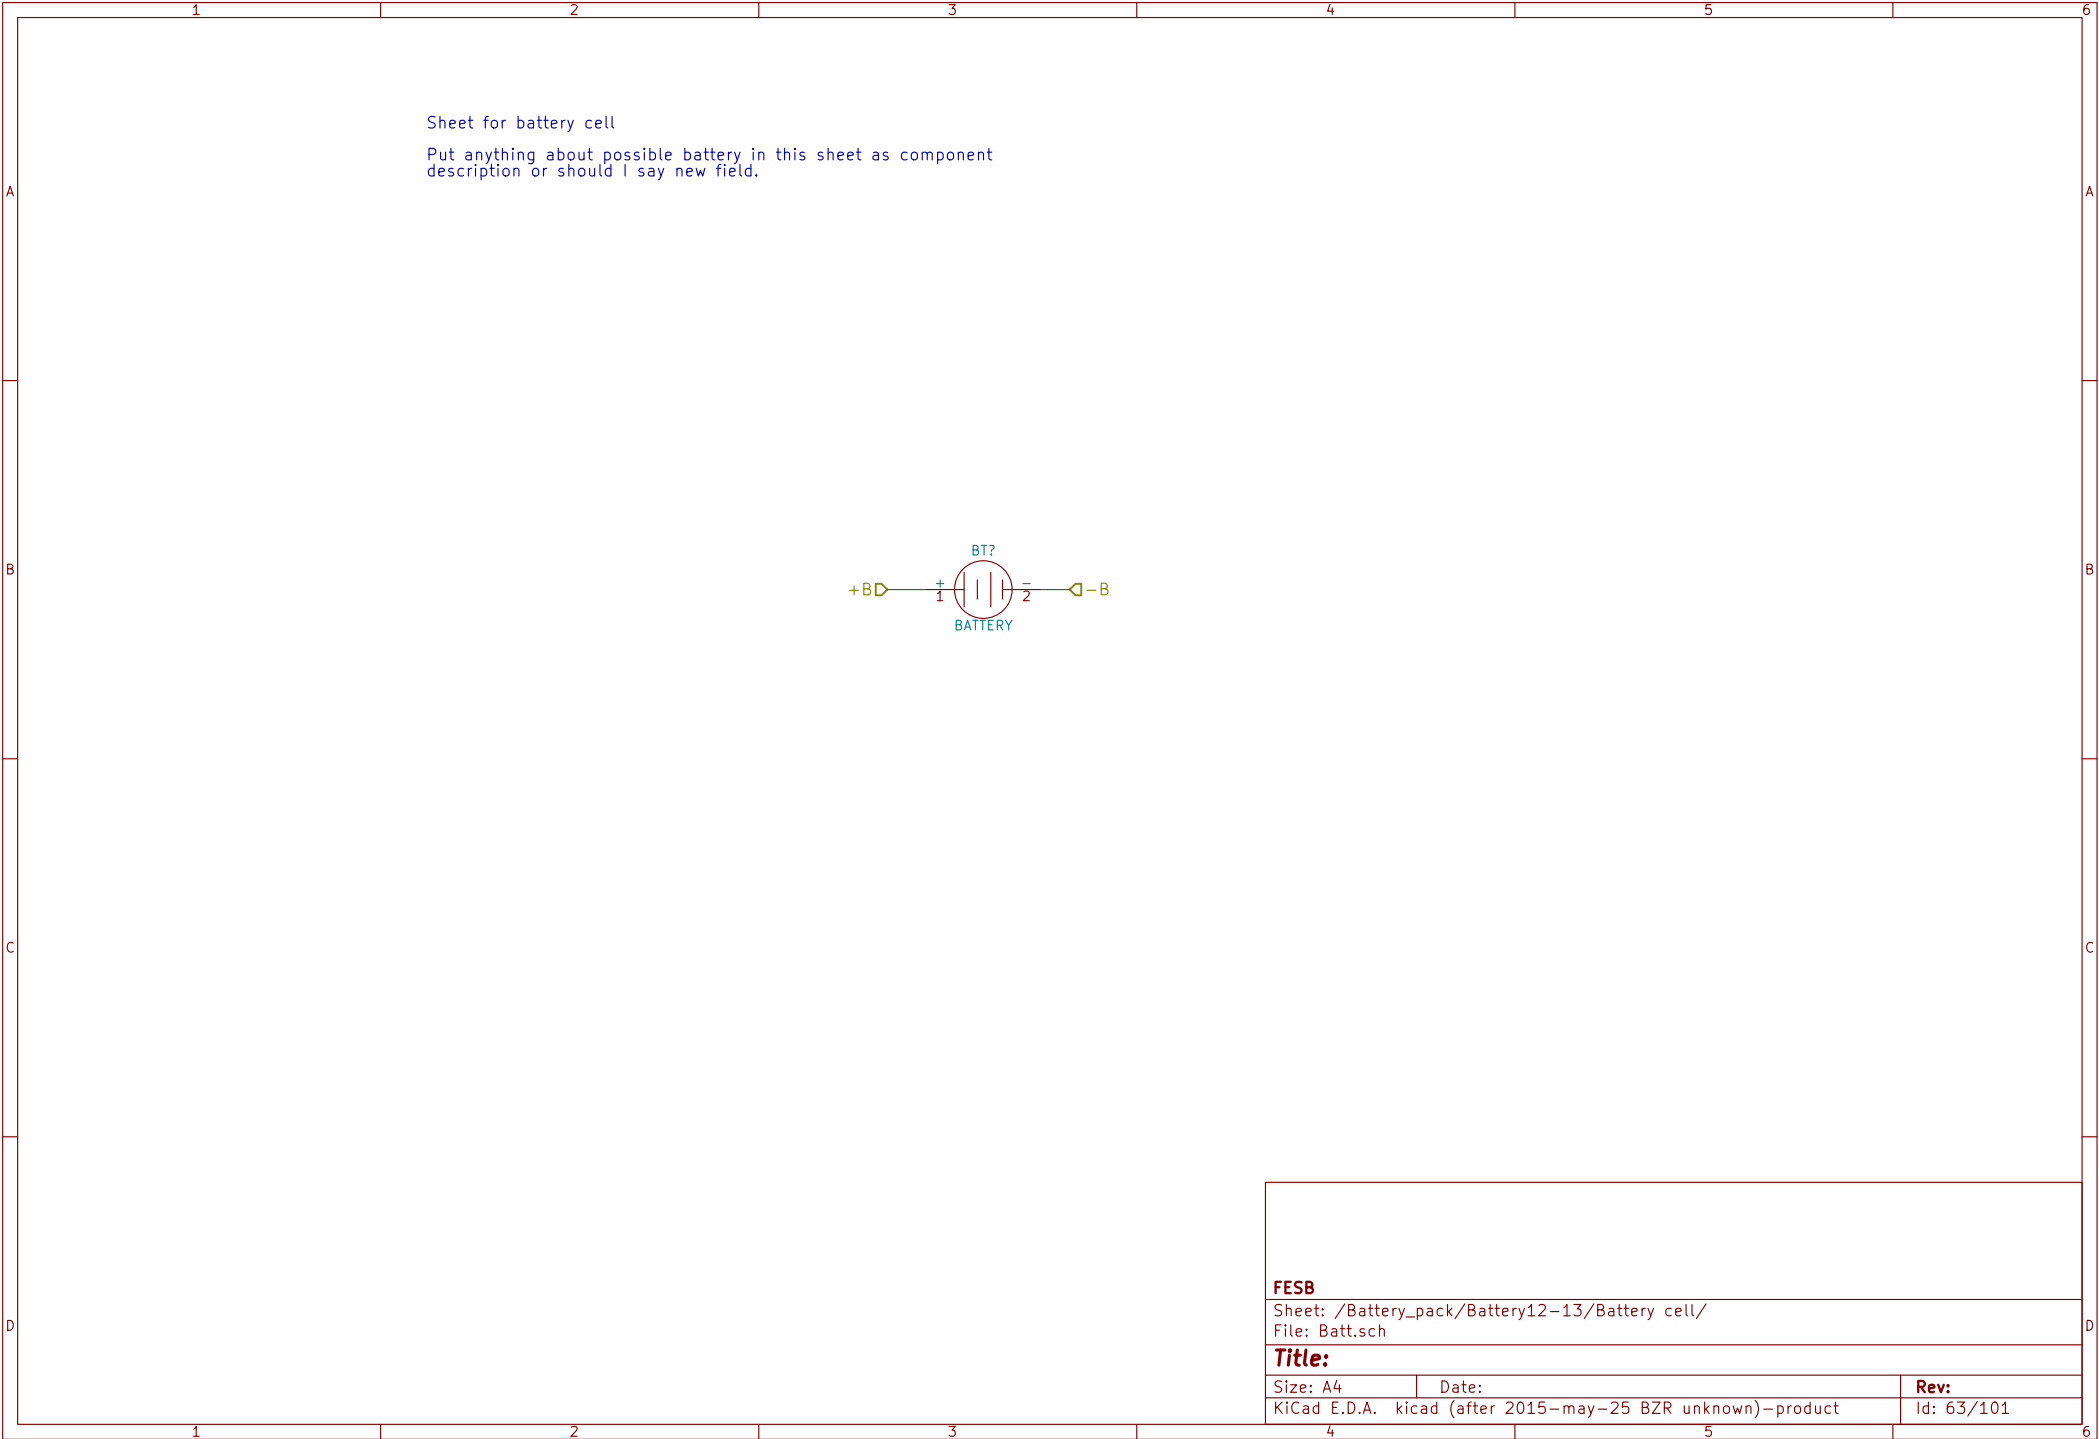 1 2 3 4 5 6
Sheet for battery cell
Put anything about possible battery in this sheet as component
description or should I say new field.
A A
BT?
B B
+B + 1 - 2 -B
BATTERY
C C
FESB
Sheet: /Battery_pack/Battery12-13/Battery cell/
D D
File: Batt.sch
Title:
Size: A4 Date: Rev:
KiCad E.D.A. kicad (after 2015-may-25 BZR unknown)-product Id: 63/101
1 2 3 4 5 6